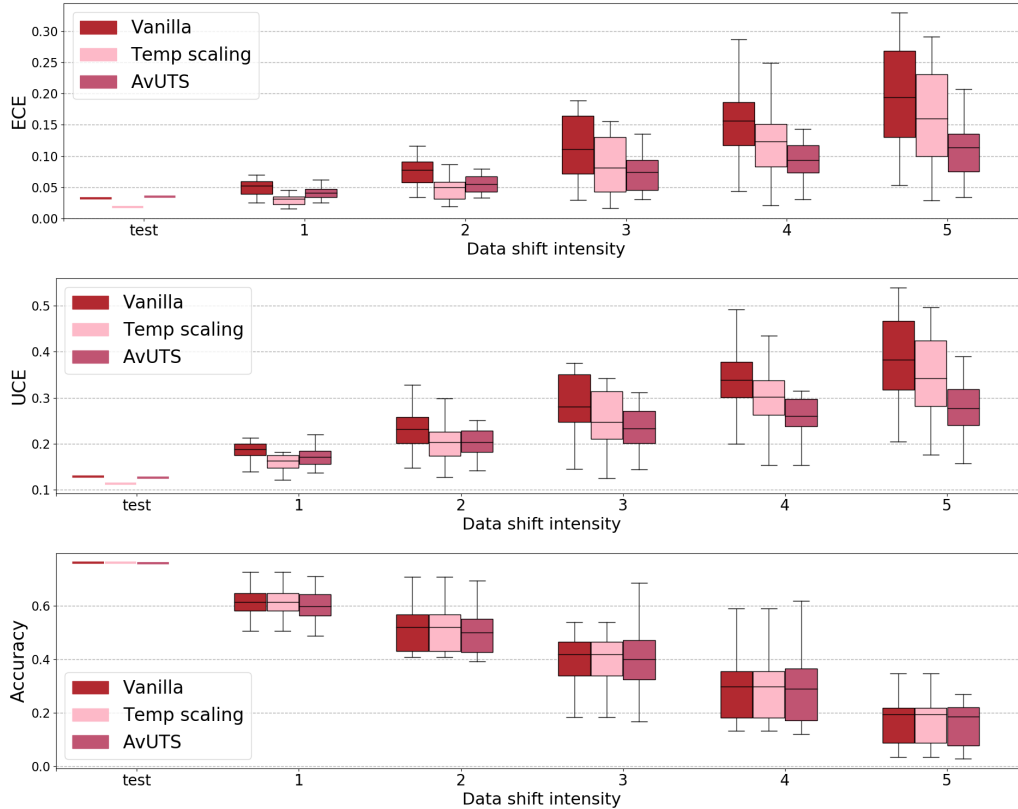 0.30
0.25
0.20
0.15
0.10
0.05
0.00
ECE
Vanilla
Temp scaling
AvUTS
test 1 2 3 4 5
Data shift intensity
0.5
0.4
0.3
0.2
0.1
UCE
Vanilla
Temp scaling
AvUTS
test 1 2 3 4 5
Data shift intensity
0.6
0.4
0.2
0.0
Accuracy
Vanilla
Temp scaling
AvUTS
test 1 2 3 4 5
Data shift intensity